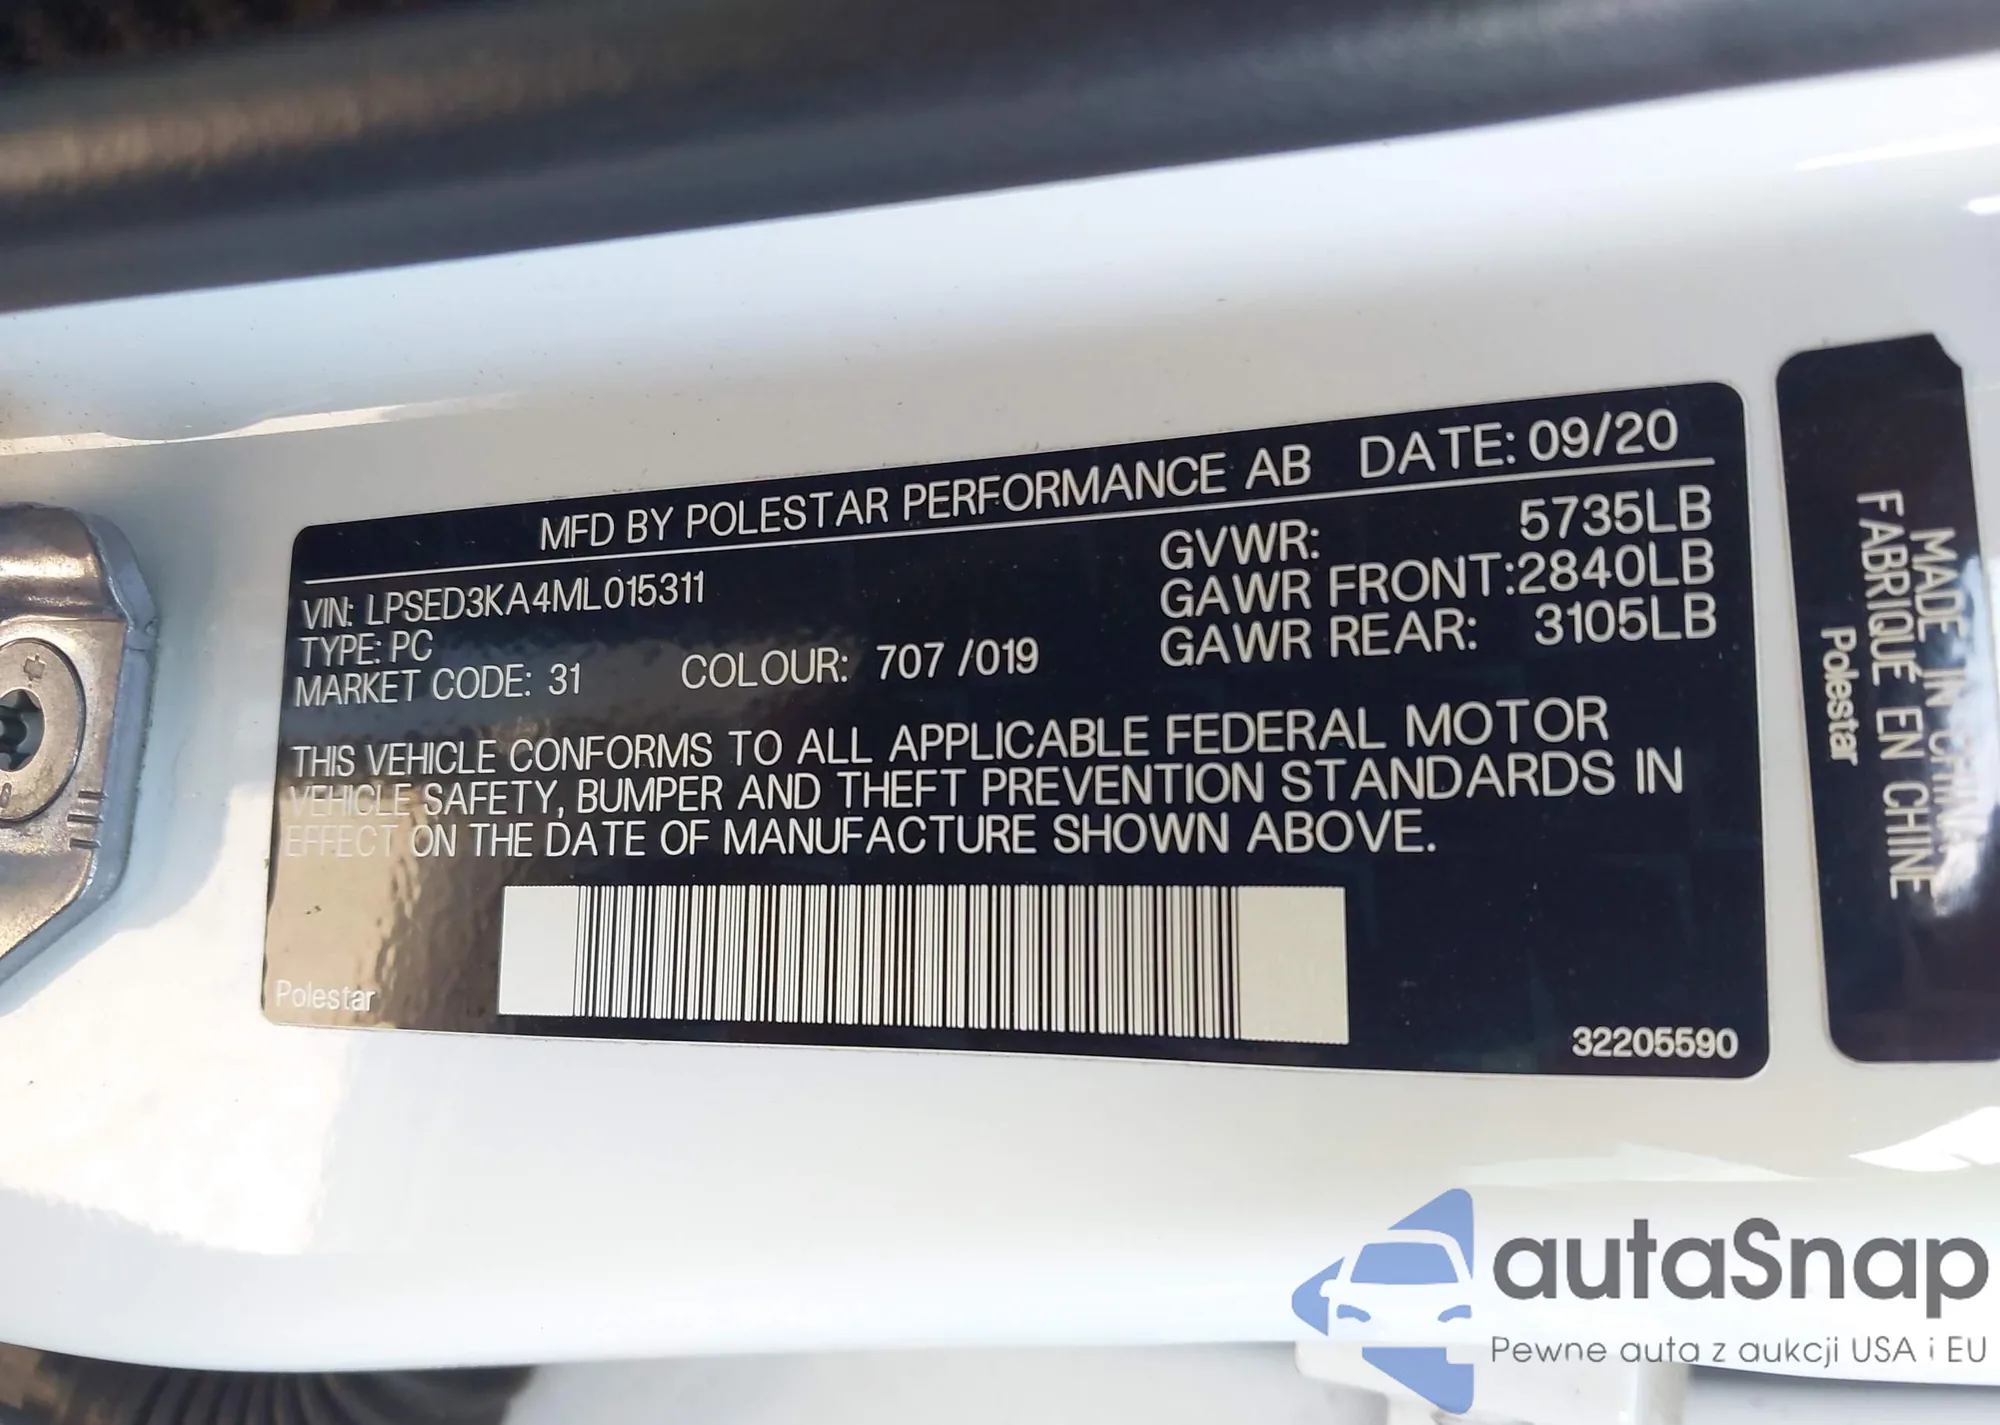 MFD BY POLESTAR PERFORMANCE AB DATE: 09/20
VIN: LPSED3KA4ML015311
TYPE: PC
MARKET CODE: 31 COLOUR: 707 /019
GVWR: 5735LB
GAWR FRONT:2840LB
GAWR REAR: 3105LB
THIS VEHICLE CONFORMS TO ALL APPLICABLE FEDERAL MOTOR
VEHICLE SAFETY, BUMPER AND THEFT PREVENTION STANDARDS IN
EFFECT ON THE DATE OF MANUFACTURE SHOWN ABOVE.
Polestar
32205590
MADE IN CHINA
FABRIQUÉ EN CHINE
Polestar
autaSnap
Pewne auta z aukcji USA i EU